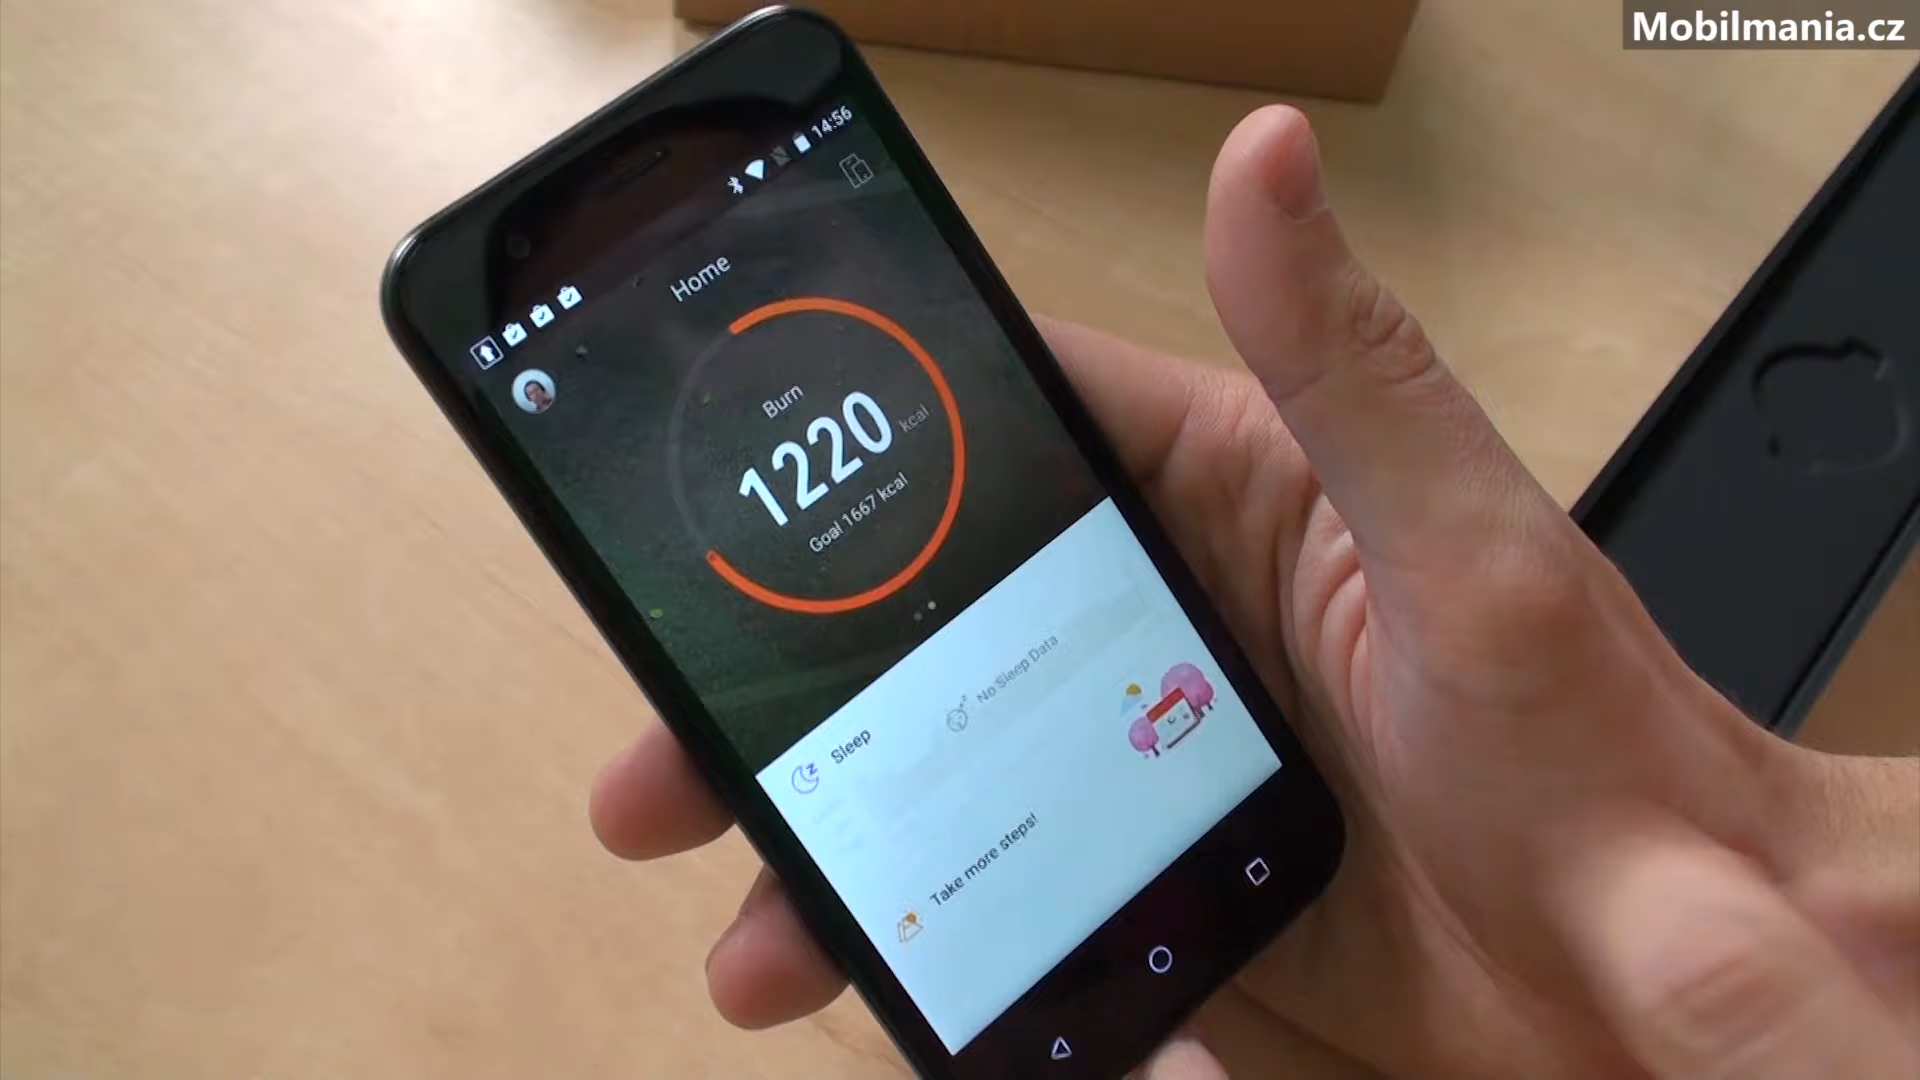 Mobilmania.cz
14:56
Home
Burn
1220 kcal
Goal 1667 kcal
Sleep
No Sleep Data
Take more steps!